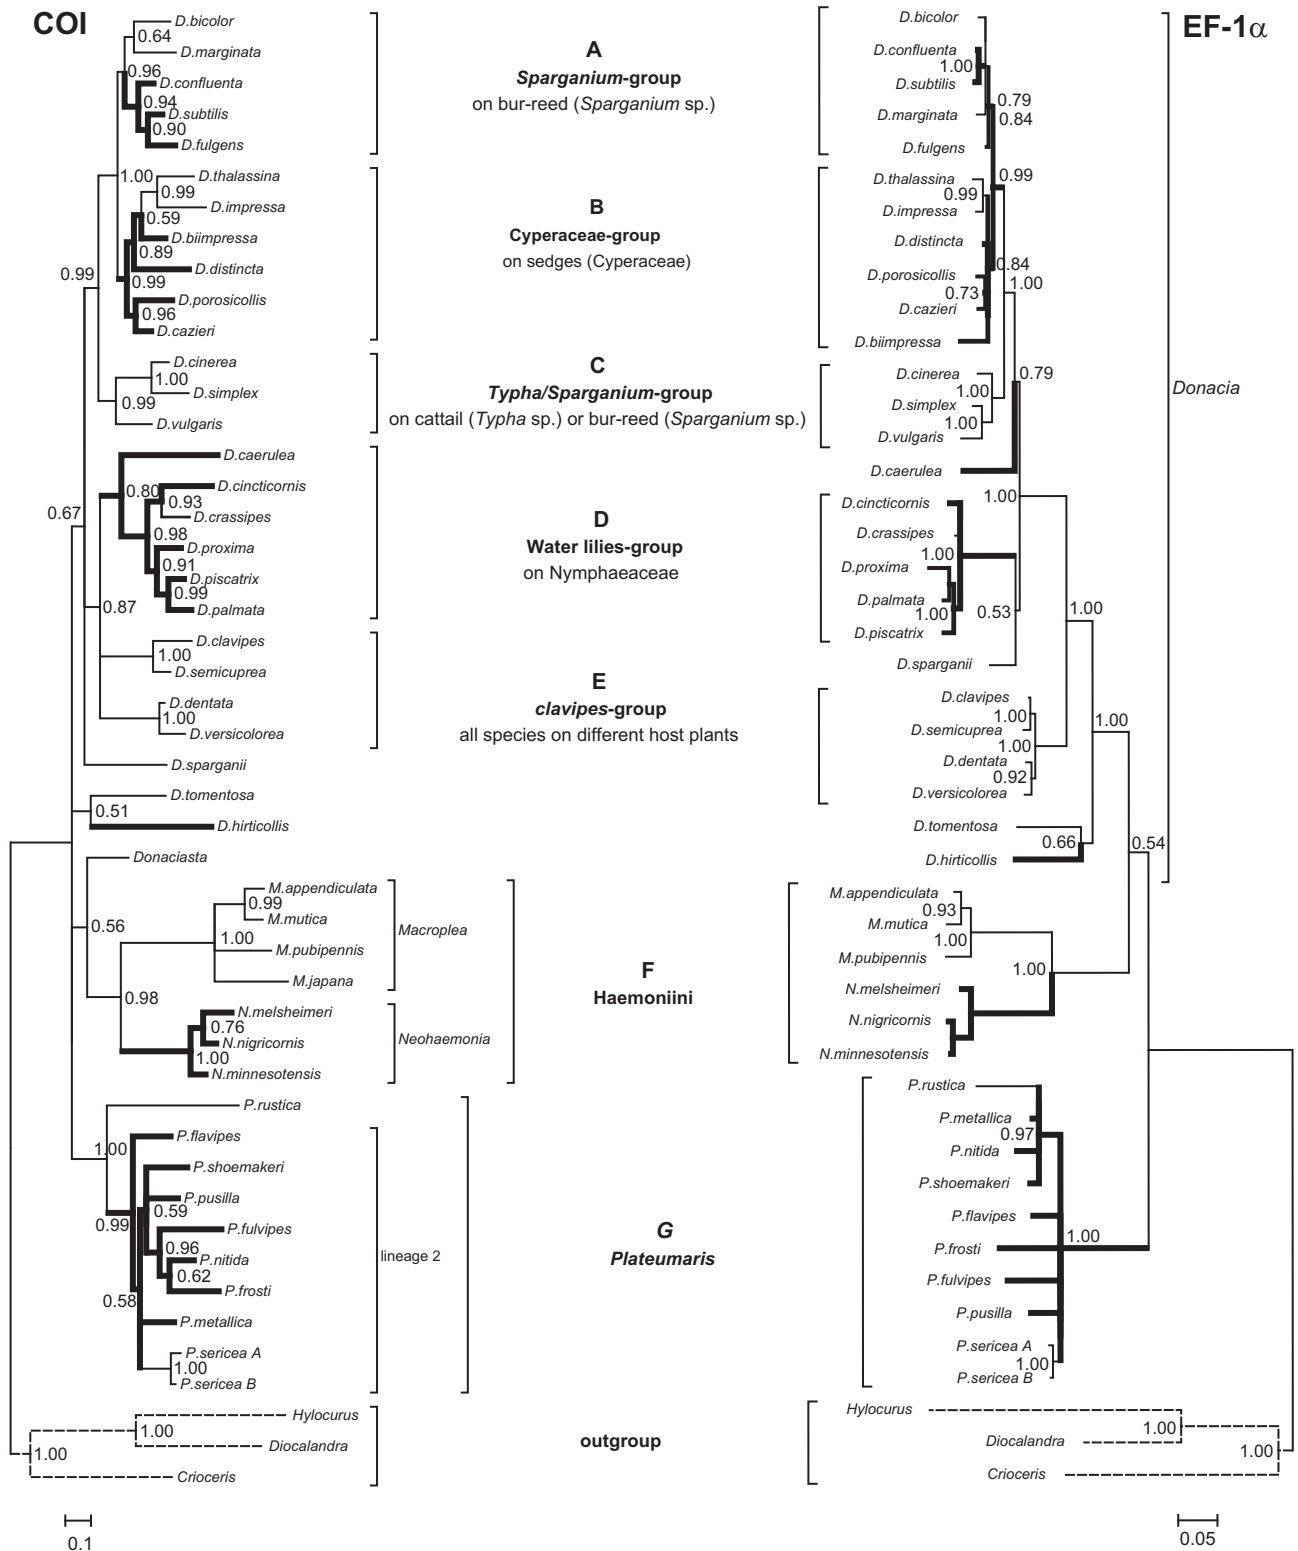 COI
D.bicolor
0.64
D.marginata
0.96
D.confluenta
0.94
D.subtilis
0.90
D.fulgens
1.00
D.thalassina
0.99
D.impressa
0.59
D.biimpressa
0.89
D.distincta
0.99
0.99
D.porosicollis
0.96
D.cazieri
D.cinerea
1.00
D.simplex
0.99
D.vulgaris
D.caerulea
0.80
D.cincticornis
0.93
D.crassipes
0.67
0.98
D.proxima
0.91
D.piscatrix
0.99
D.palmata
0.87
D.clavipes
1.00
D.semicuprea
D.dentata
1.00
D.versicolorea
D.sparganii
D.tomentosa
0.51
D.hirticollis
Donaciasta
0.56
M.appendiculata
0.99
M.mutica
1.00
M.pubipennis
M.japana
0.98
N.melsheimeri
0.76
N.nigricornis
1.00
N.minnesotensis
P.rustica
1.00
P.flavipes
P.shoemakeri
P.pusilla
0.59
0.99
P.fulvipes
0.96
P.nitida
0.62
P.frosti
0.58
P.metallica
P.sericea A
1.00
P.sericea B
Hylocurus
1.00
Diocalandra
1.00
Crioceris
0.1
Macroplea
Neohaemonia
lineage 2
A
Sparganium-group
on bur-reed (Sparganium sp.)
B
Cyperaceae-group
on sedges (Cyperaceae)
C
Typha/Sparganium-group
on cattail (Typha sp.) or bur-reed (Sparganium sp.)
D
Water lilies-group
on Nymphaeaceae
E
clavipes-group
all species on different host plants
F
Haemoniini
G
Plateumaris
outgroup
EF-1α
D.bicolor
D.confluenta
1.00
D.subtilis
0.79
0.84
D.marginata
D.fulgens
D.thalassina
0.99
0.99
D.impressa
D.distincta
0.84
D.porosicollis
1.00
0.73
D.cazieri
D.biimpressa
D.cinerea
0.79
1.00
D.simplex
1.00
D.vulgaris
D.caerulea
1.00
D.cincticornis
D.crassipes
1.00
D.proxima
D.palmata
1.00
0.53
D.piscatrix
1.00
D.sparganii
D.clavipes
1.00
D.semicuprea
1.00
1.00
D.dentata
0.92
D.versicolorea
D.tomentosa
0.66
0.54
D.hirticollis
Donacia
M.appendiculata
0.93
M.mutica
1.00
M.pubipennis
1.00
N.melsheimeri
N.nigricornis
N.minnesotensis
P.rustica
P.metallica
0.97
P.nitida
P.shoemakeri
P.flavipes
1.00
P.frosti
P.fulvipes
P.pusilla
P.sericea A
1.00
P.sericea B
Hylocurus
1.00
Diocalandra
1.00
Crioceris
0.05